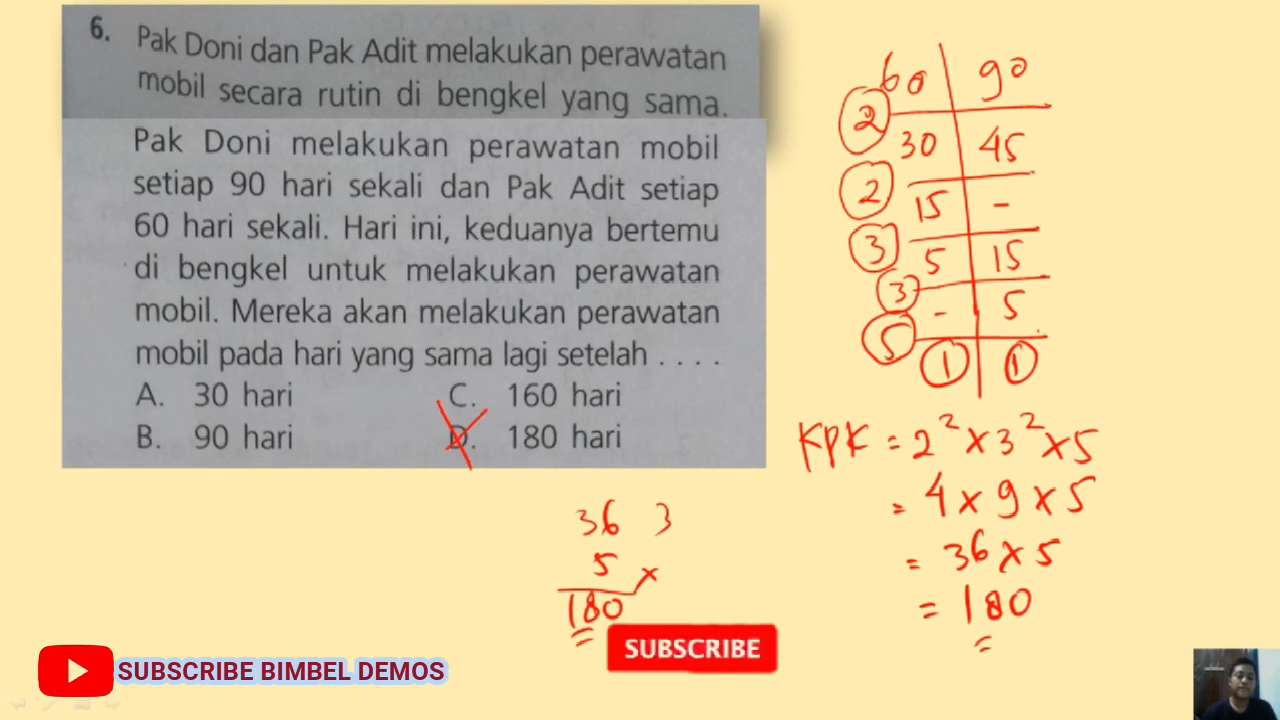 6. Pak Doni dan Pak Adit melakukan perawatan
mobil secara rutin di bengkel yang sama.
Pak Doni melakukan perawatan mobil
setiap 90 hari sekali dan Pak Adit setiap
60 hari sekali. Hari ini, keduanya bertemu
di bengkel untuk melakukan perawatan
mobil. Mereka akan melakukan perawatan
mobil pada hari yang sama lagi setelah . . . .
A. 30 hari C. 160 hari
B. 90 hari D. 180 hari
60 90
2 30 45
2 15 -
3 5 15
3 - 5
5 1 1
KPK = 2² x 3² x 5
= 4 x 9 x 5
= 36 x 5
= 180
36 3
5 x
180
SUBSCRIBE
SUBSCRIBE BIMBEL DEMOS